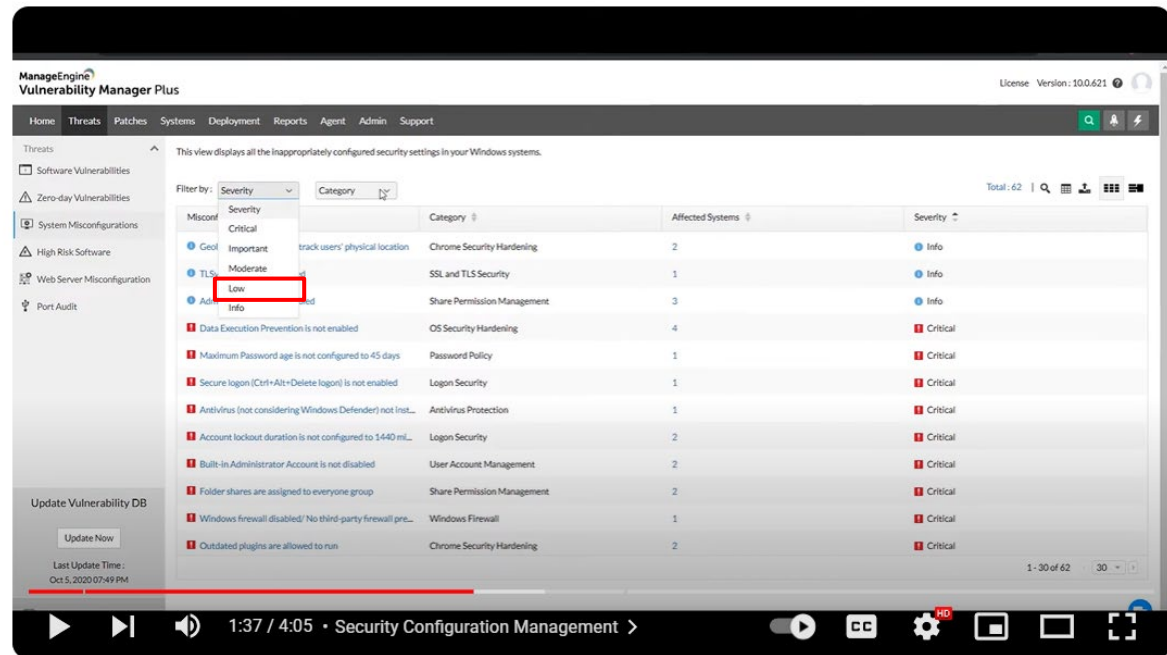 ManageEngine
Vulnerability Manager Plus
License Version : 10.0.621
Home Threats Patches Systems Deployment Reports Agent Admin Support
Threats
Software Vulnerabilities
Zero-day Vulnerabilities
System Misconfigurations
High Risk Software
Web Server Misconfiguration
Port Audit
Update Vulnerability DB
Update Now
Last Update Time :
Oct 5, 2020 07:49 PM
This view displays all the inappropriately configured security settings in your Windows systems.
Filter by : Severity Category
Total : 62
Severity
Critical
Important
Moderate
Low
Info
Category Affected Systems Severity
track users' physical location Chrome Security Hardening 2 Info
SSL and TLS Security 1 Info
Share Permission Management 3 Info
Data Execution Prevention is not enabled OS Security Hardening 4 Critical
Maximum Password age is not configured to 45 days Password Policy 1 Critical
Secure logon (Ctrl+Alt+Delete logon) is not enabled Logon Security 1 Critical
Antivirus (not considering Windows Defender) not inst... Antivirus Protection 1 Critical
Account lockout duration is not configured to 1440 mi... Logon Security 2 Critical
Built-in Administrator Account is not disabled User Account Management 2 Critical
Folder shares are assigned to everyone group Share Permission Management 2 Critical
Windows firewall disabled/ No third-party firewall pre... Windows Firewall 1 Critical
Outdated plugins are allowed to run Chrome Security Hardening 2 Critical
1 - 30 of 62 30
1:37 / 4:05 • Security Configuration Management
CC
HD